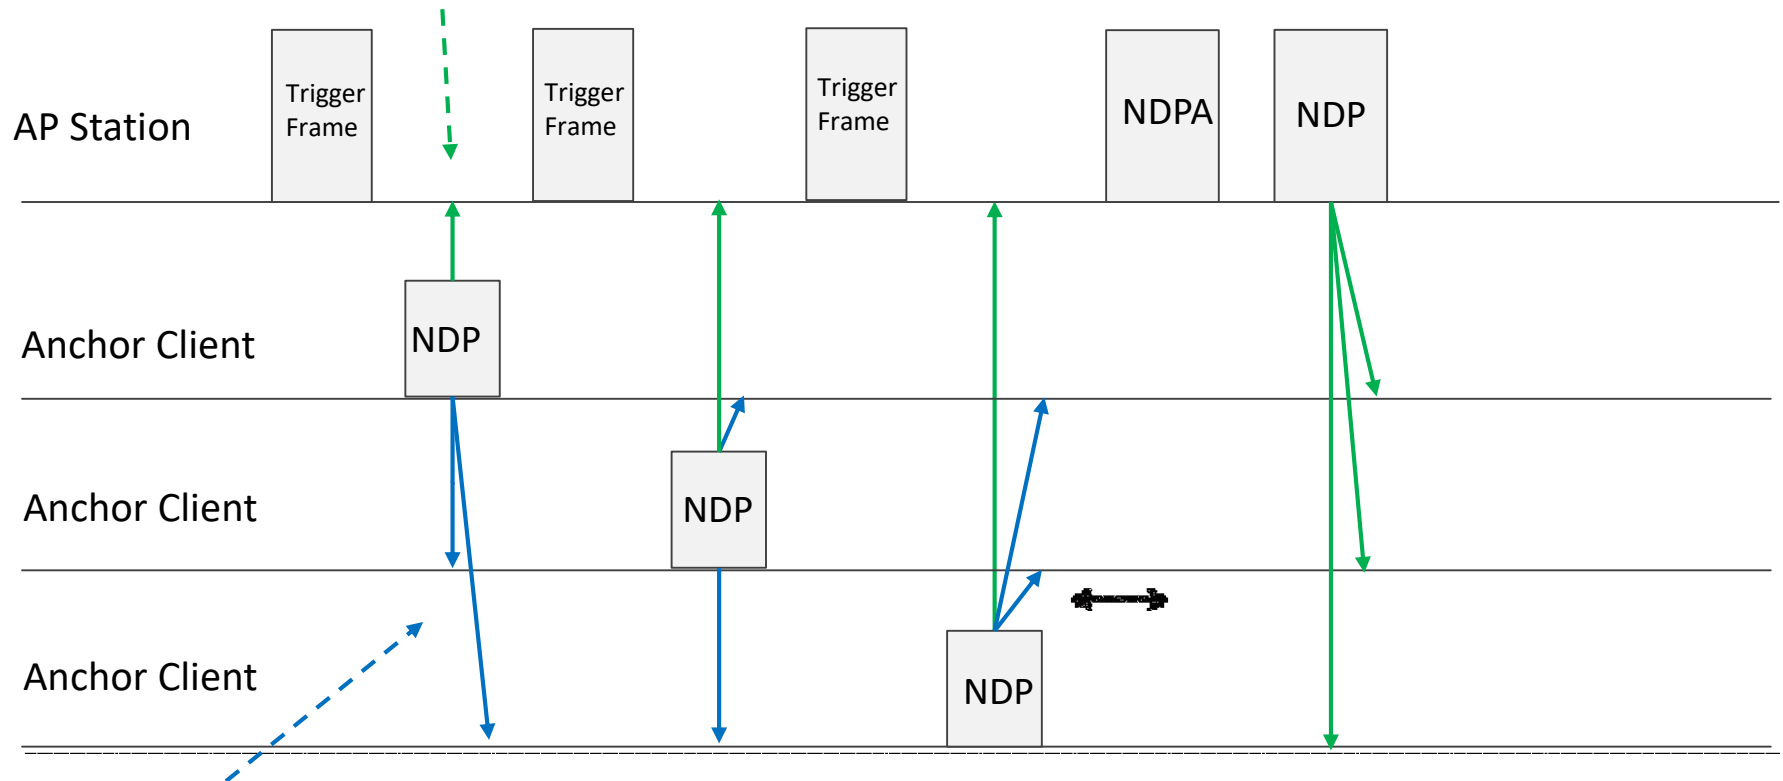 Trigger
Frame
Trigger
Frame
Trigger
Frame
AP Station
NDPA
NDP
Anchor Client
NDP
Anchor Client
NDP
Anchor Client
NDP